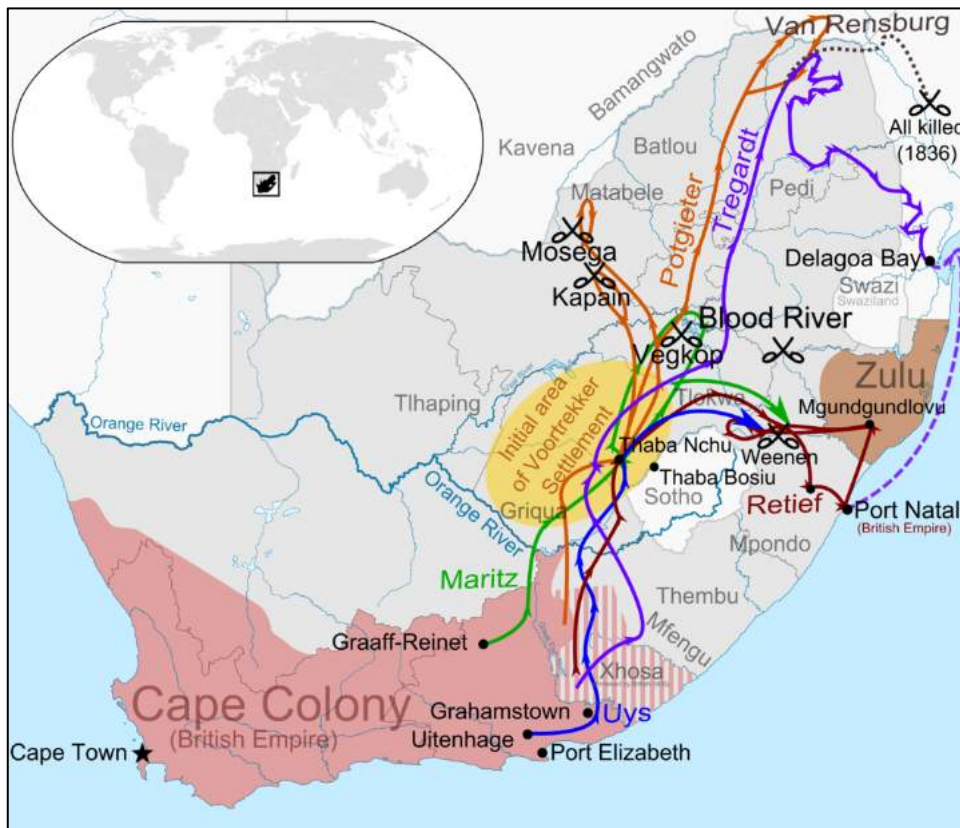 Van Rensburg
Bamangwato
All killed
(1836)
Kavena
Batlou
Matabele
Pedi
Tregardt
Potgieter
Mosega
Kapain
Delagoa Bay
Swazi
Swaziland
Blood River
Vegkop
Zulu
Tlhaping
Initial area
of Voortrekker
Settlement
Tlokwa
Mgundgundlovu
Orange River
Thaba Nchu
Weenen
Thaba Bosiu
Sotho
Griqua
Orange River
Retief
Port Natal
(British Empire)
Mpondo
Maritz
Thembu
Mfengu
Graaff-Reinet
Xhosa
Cape Colony
(British Empire)
Grahamstown
Uys
Uitenhage
Cape Town
Port Elizabeth